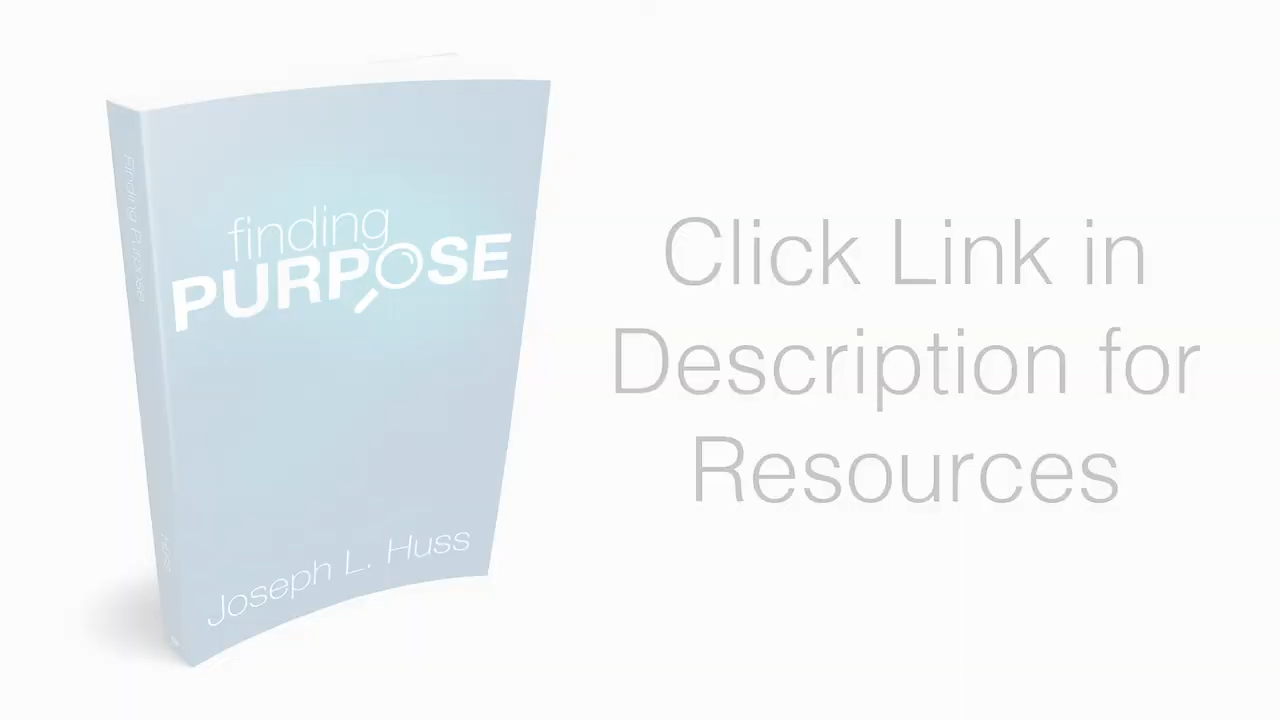 finding
PURPOSE
Joseph L. Huss
Finding Purpose
Click Link in
Description for
Resources